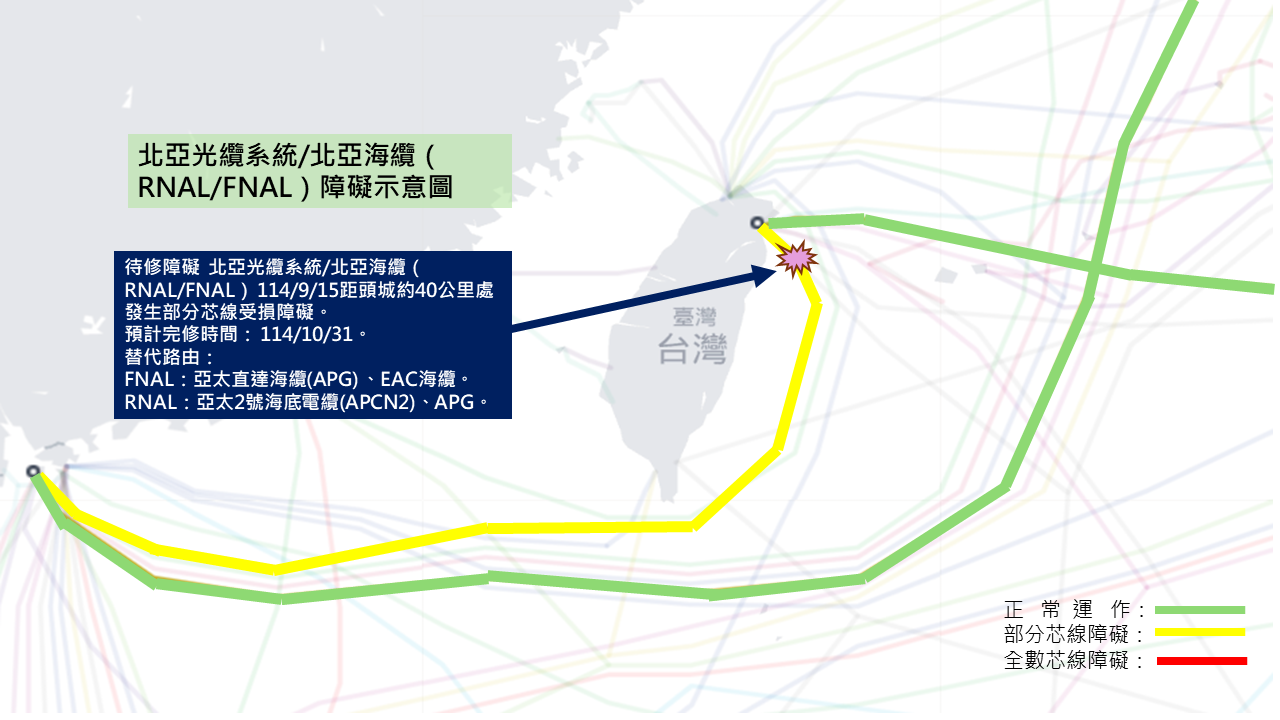 北亞光纜系統/北亞海纜（
RNAL/FNAL）障礙示意圖
待修障礙 北亞光纜系統/北亞海纜（
RNAL/FNAL） 114/9/15距頭城約40公里處
發生部分芯線受損障礙。
預計完修時間： 114/10/31。
替代路由：
FNAL：亞太直達海纜(APG) 、EAC海纜。
RNAL：亞太2號海底電纜(APCN2)、APG。
臺灣
台灣
正 常 運 作：
部分芯線障礙：
全數芯線障礙：